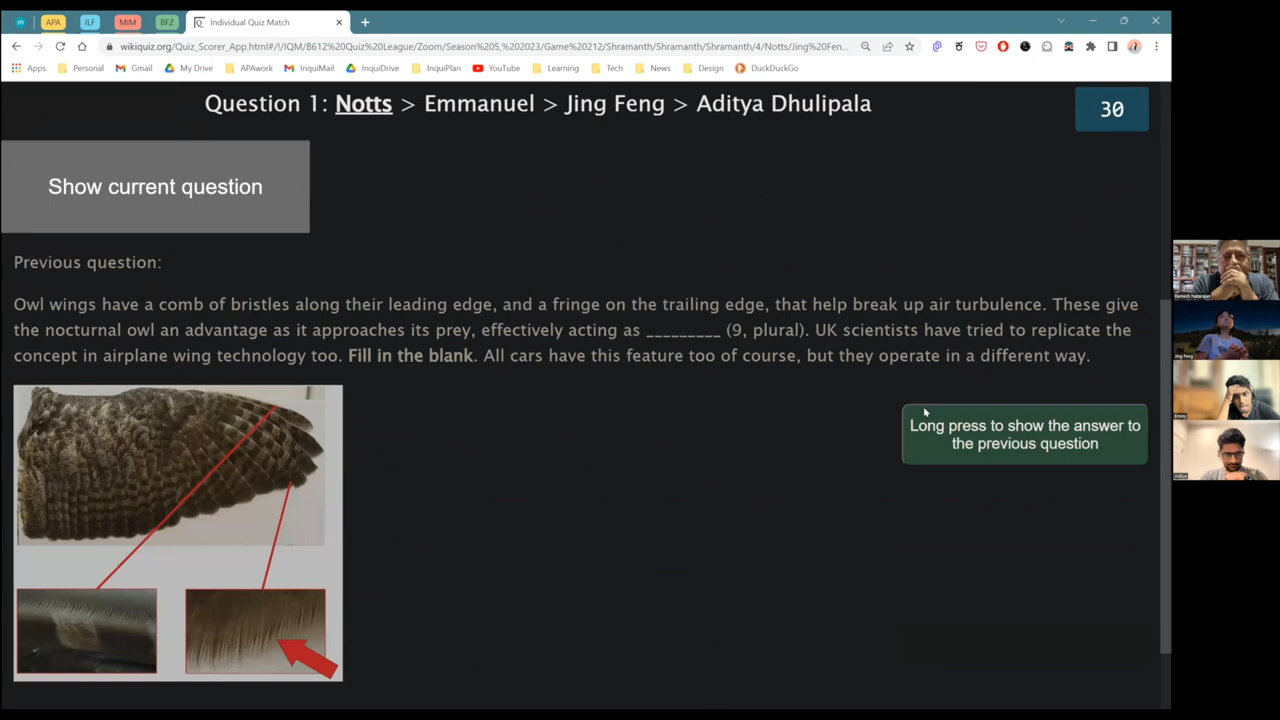 APA
ILF
MIM
BFZ
Individual Quiz Match
wikiquiz.org/Quiz_Scorer_App.html#/!/IQM/B612%20Quiz%20League/Zoom/Season%205,%202023/Game%20212/Shramanth/Shramanth/Shramanth/4/Notts/Jing%20Fen...
Apps Personal Gmail My Drive APAwork InquiMail InquiDrive InquiPlan YouTube Learning Tech News Design DuckDuckGo
Question 1: Notts > Emmanuel > Jing Feng > Aditya Dhulipala
30
Show current question
Previous question:
Owl wings have a comb of bristles along their leading edge, and a fringe on the trailing edge, that help break up air turbulence. These give
the nocturnal owl an advantage as it approaches its prey, effectively acting as _________ (9, plural). UK scientists have tried to replicate the
concept in airplane wing technology too. Fill in the blank. All cars have this feature too of course, but they operate in a different way.
Long press to show the answer to
the previous question
Ramesh Natarajan
Jing Feng
Aditya